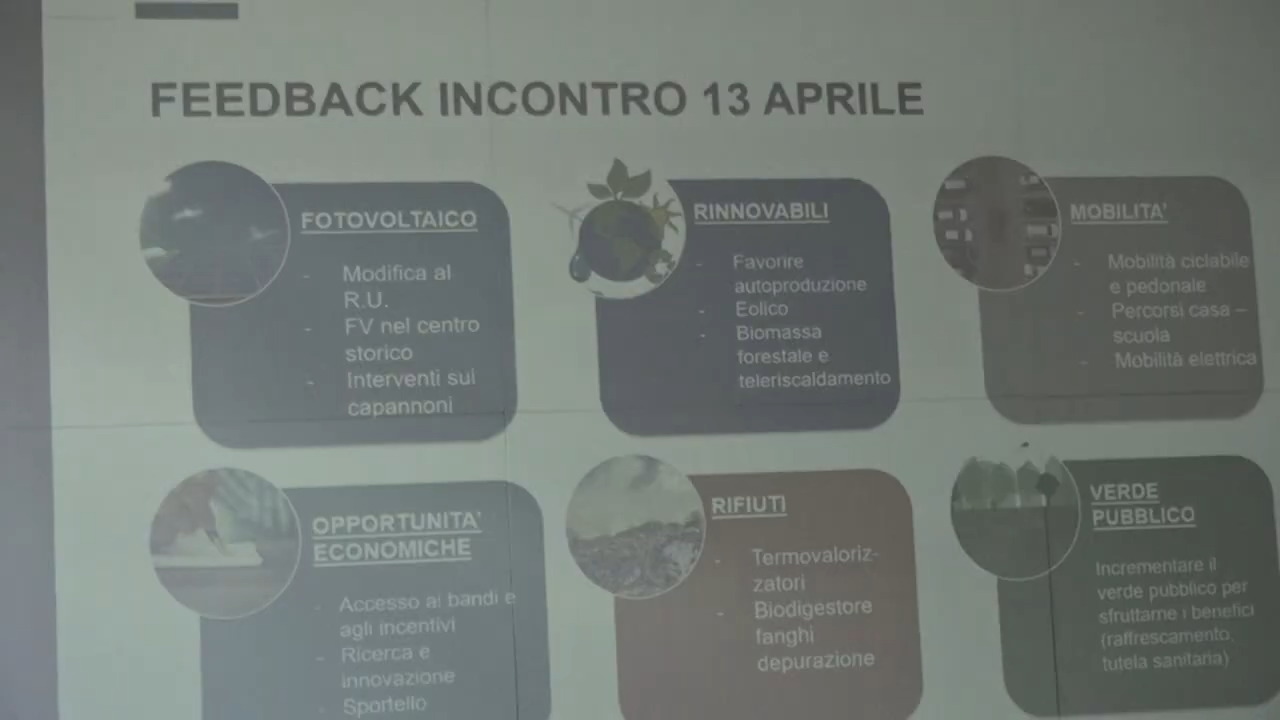 FEEDBACK INCONTRO 13 APRILE
FOTOVOLTAICO
- Modifica al
R.U.
- FV nel centro
storico
- Interventi sui
capannoni
RINNOVABILI
- Favorire
autoproduzione
- Eolico
- Biomassa
forestale e
teleriscaldamento
MOBILITA'
- Mobilità ciclabile
e pedonale
- Percorsi casa –
scuola
- Mobilità elettrica
OPPORTUNITA'
ECONOMICHE
- Accesso ai bandi e
agli incentivi
- Ricerca e
innovazione
- Sportello
RIFIUTI
- Termovaloriz-
zatori
- Biodigestore
fanghi
depurazione
VERDE
PUBBLICO
Incrementare il
verde pubblico per
sfruttarne i benefici
(raffrescamento,
tutela sanitaria)